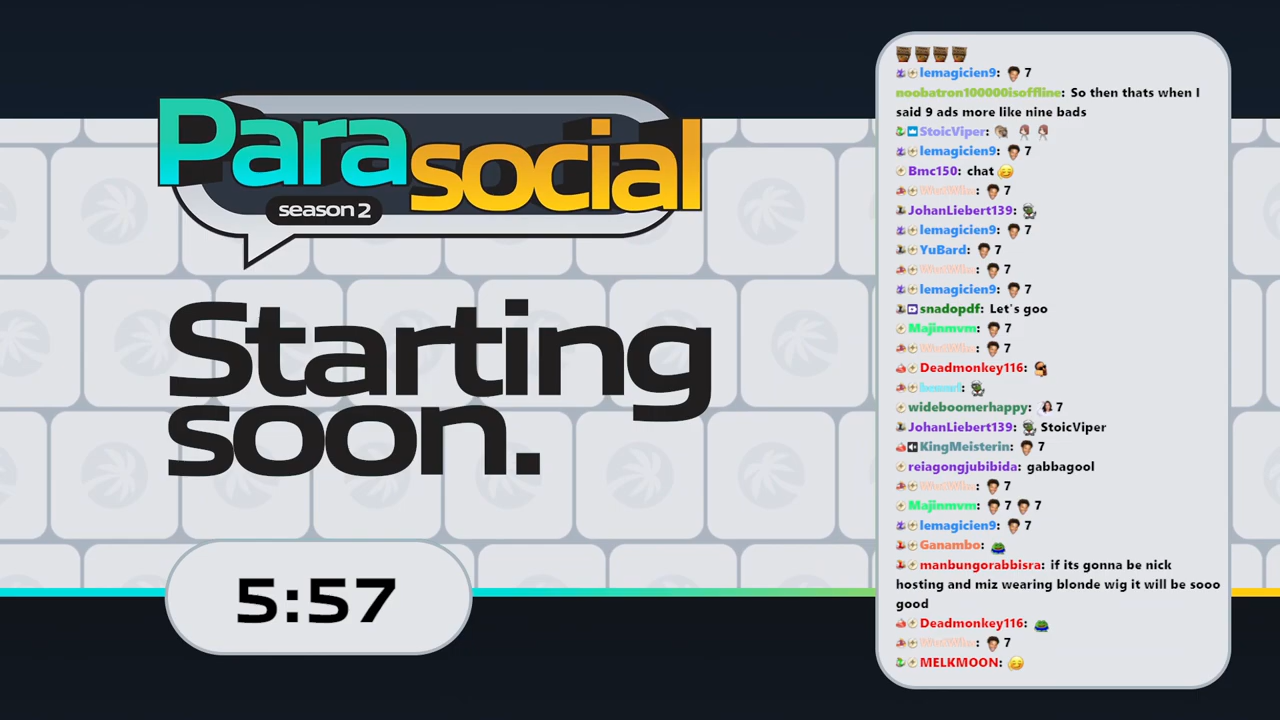 Parasocial
season 2
Starting
soon.
5:57
lemagicien9: 7
noobatron100000isoffline: So then thats when I
said 9 ads more like nine bads
StoicViper:
lemagicien9: 7
Bmc150: chat
: 7
JohanLiebert139:
lemagicien9: 7
YuBard: 7
: 7
lemagicien9: 7
snadopdf: Let's goo
Majinmvm: 7
: 7
Deadmonkey116:
:
wideboomerhappy: 7
JohanLiebert139: StoicViper
KingMeisterin: 7
reiagongjubibida: gabbagool
: 7
Majinmvm: 7 7
lemagicien9: 7
Ganambo:
manbungorabbisra: if its gonna be nick
hosting and miz wearing blonde wig it will be sooo
good
Deadmonkey116:
: 7
MELKMOON: